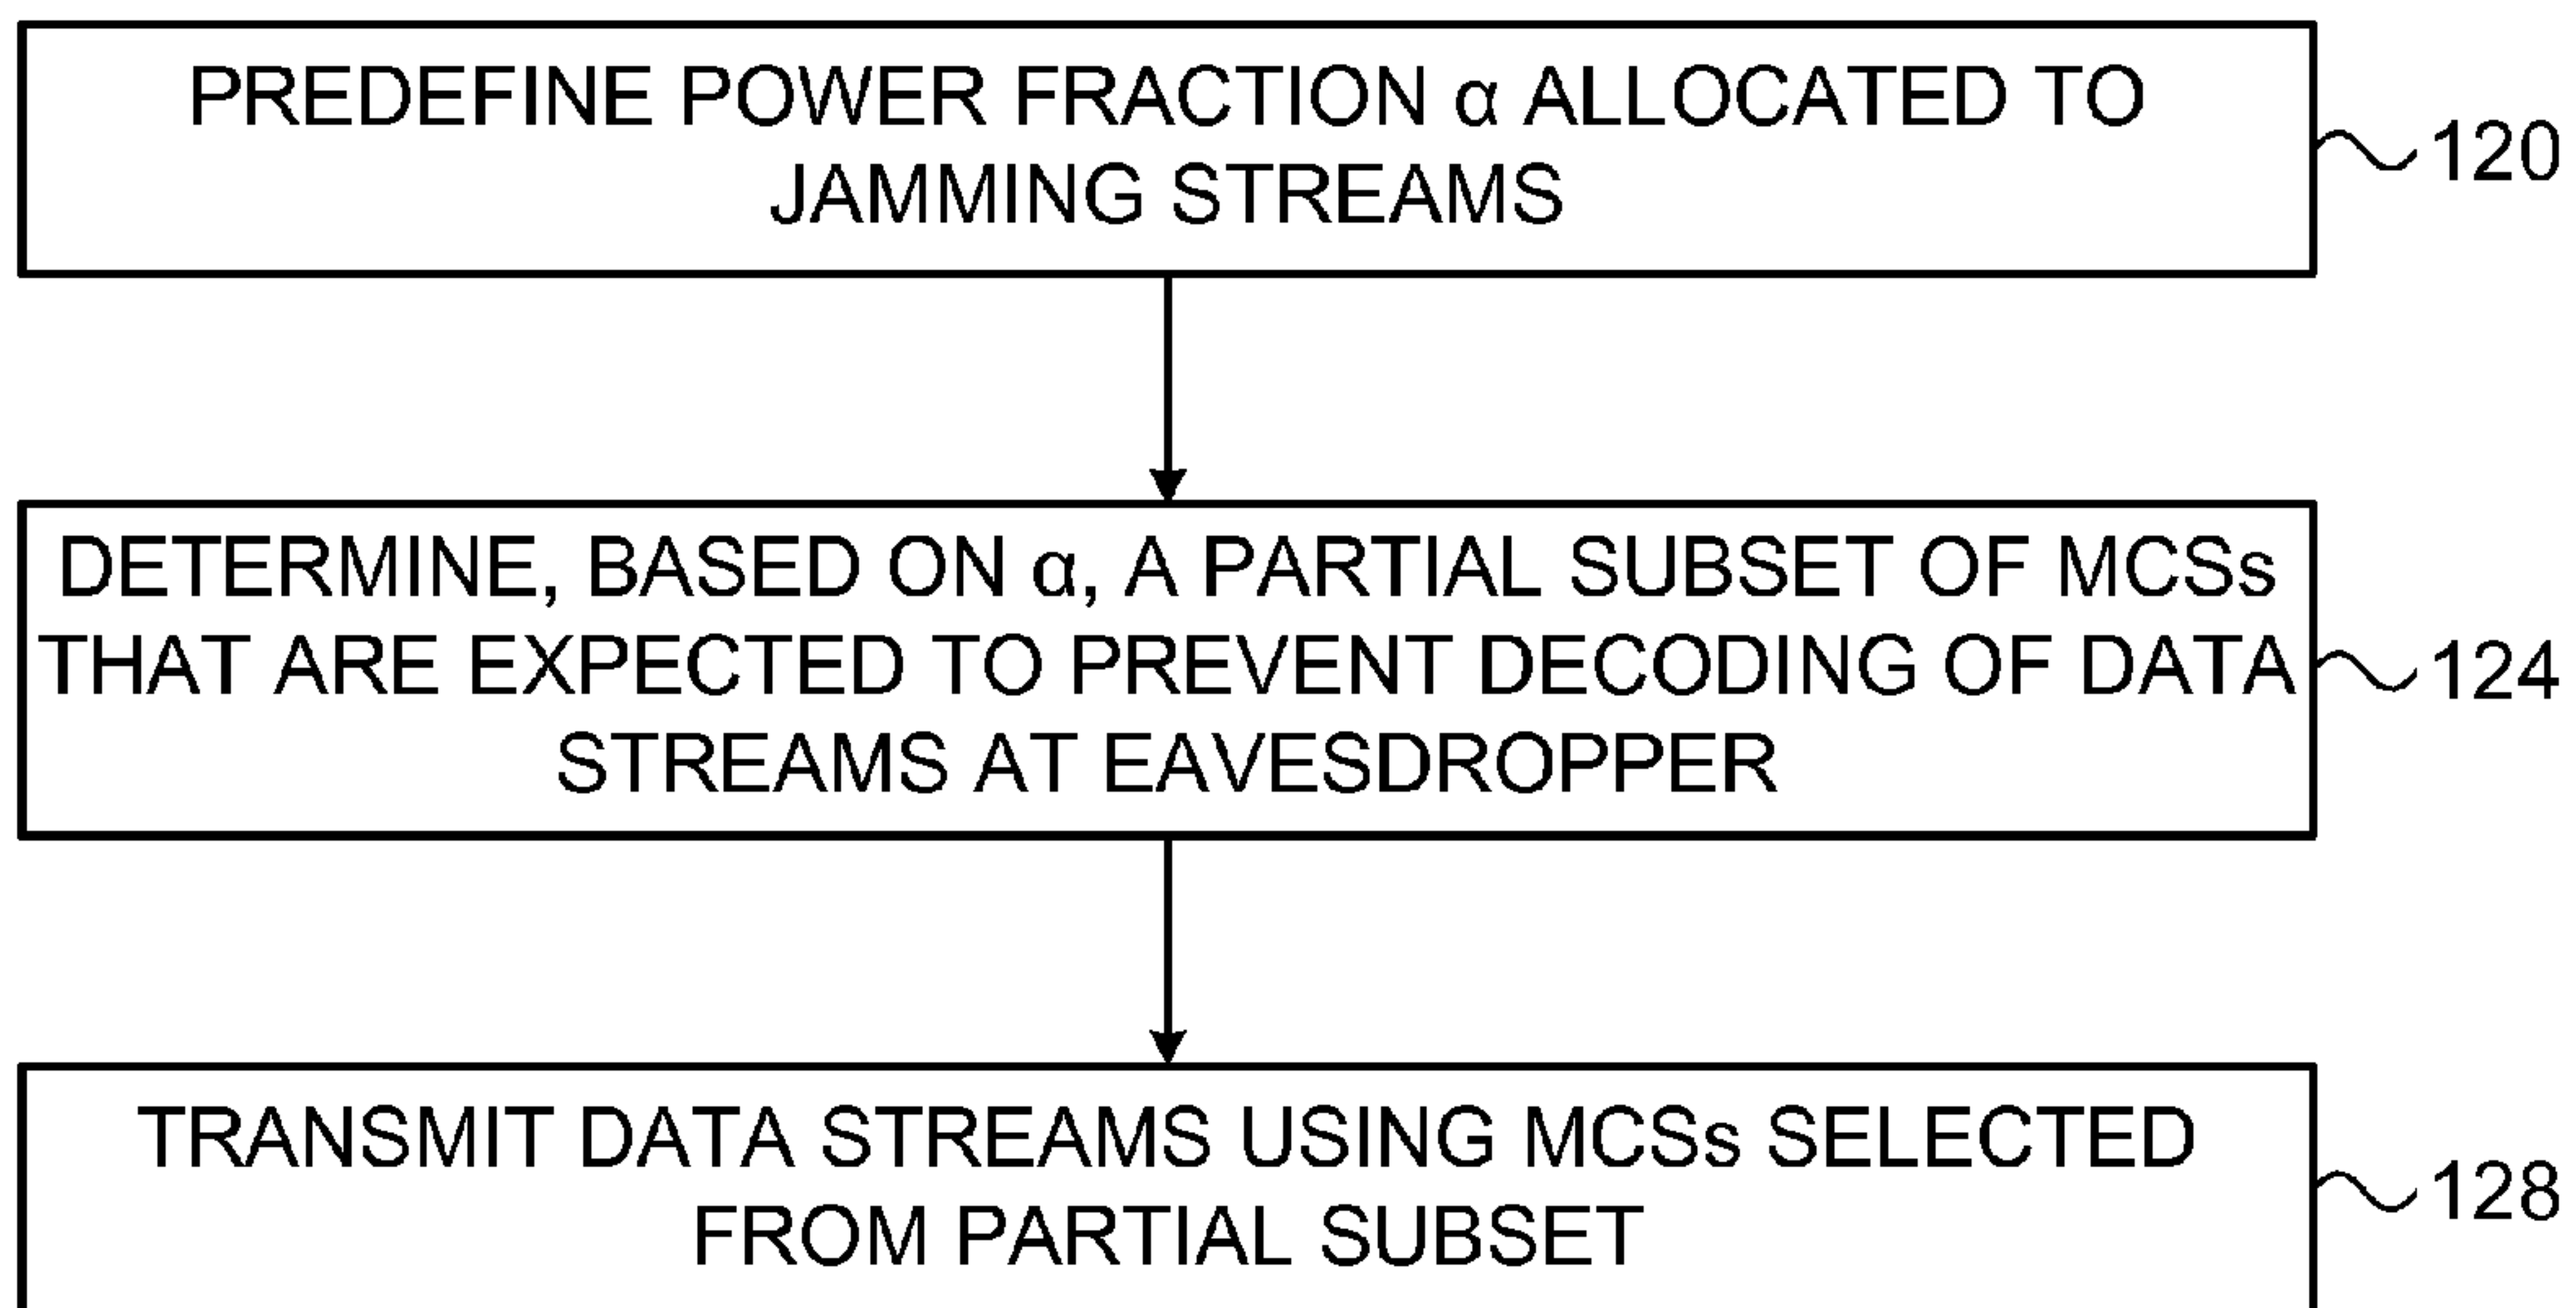 PREDEFINE POWER FRACTION α ALLOCATED TO
JAMMING STREAMS
120
DETERMINE, BASED ON α, A PARTIAL SUBSET OF MCSs
THAT ARE EXPECTED TO PREVENT DECODING OF DATA
STREAMS AT EAVESDROPPER
124
TRANSMIT DATA STREAMS USING MCSs SELECTED
FROM PARTIAL SUBSET
128